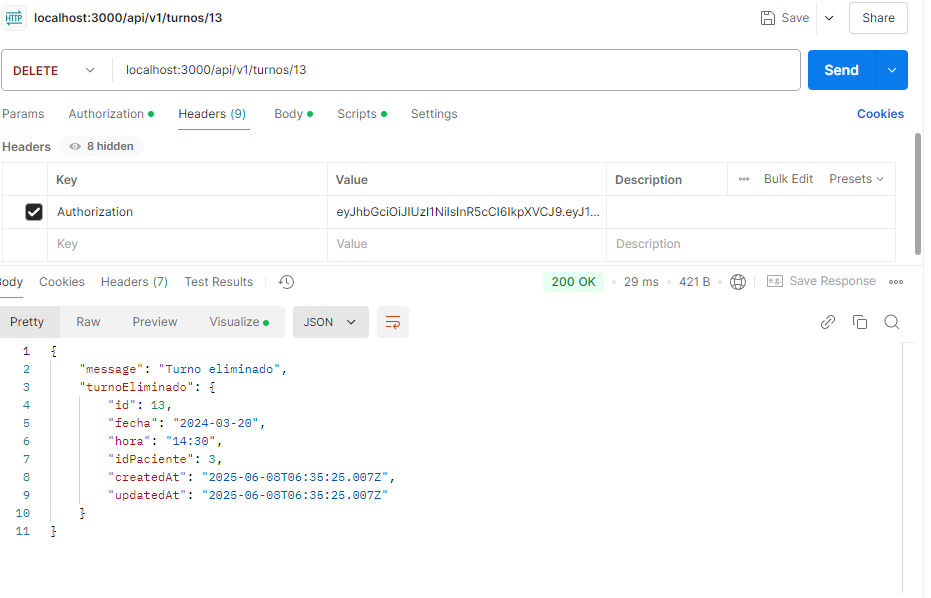 HTTP localhost:3000/api/v1/turnos/13 Save Share
DELETE localhost:3000/api/v1/turnos/13 Send
Params Authorization Headers (9) Body Scripts Settings Cookies
Headers 8 hidden
Key Value Description Bulk Edit Presets
Authorization eyJhbGciOiJIUzI1NiIsInR5cCI6IkpXVCJ9.eyJ1...
Key Value Description
Body Cookies Headers (7) Test Results 200 OK 29 ms 421 B e.g. Save Response
Pretty Raw Preview Visualize JSON
1 {
2 "message": "Turno eliminado",
3 "turnoEliminado": {
4 "id": 13,
5 "fecha": "2024-03-20",
6 "hora": "14:30",
7 "idPaciente": 3,
8 "createdAt": "2025-06-08T06:35:25.007Z",
9 "updatedAt": "2025-06-08T06:35:25.007Z"
10 }
11 }